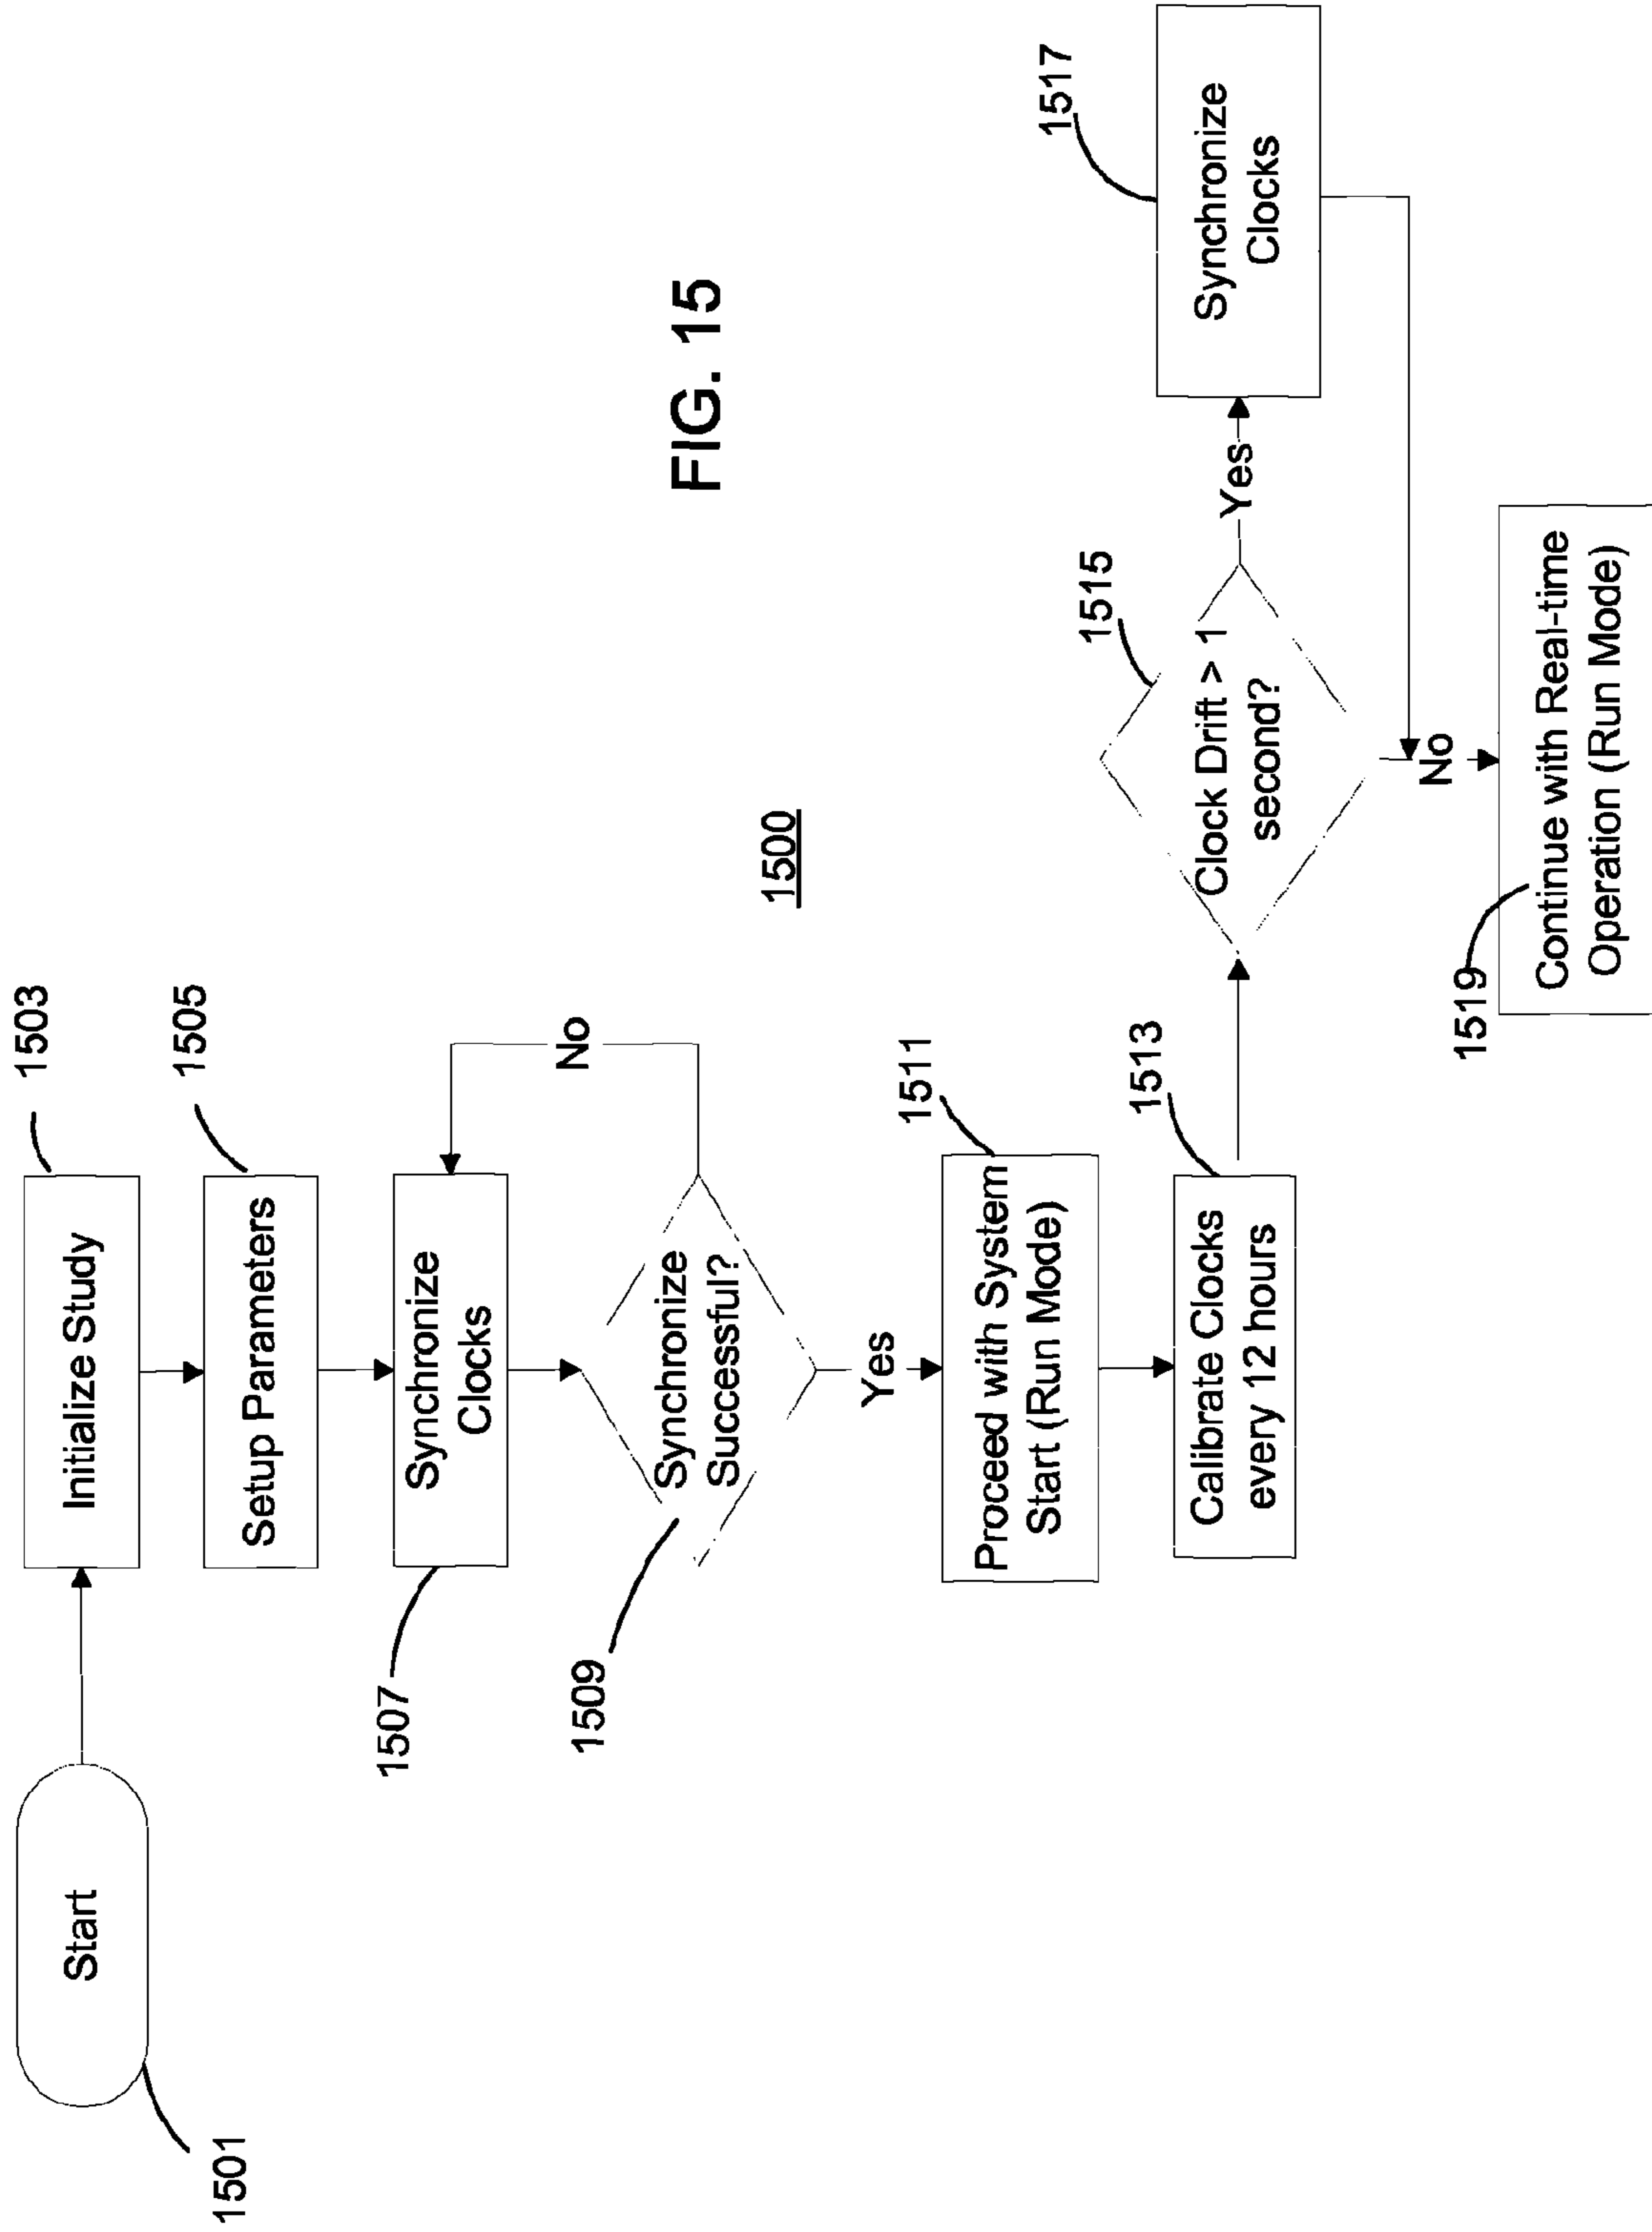 1501
Start
1503
Initialize Study
1505
Setup Parameters
1507
Synchronize
Clocks
No
1509
Synchronize
Successful?
Yes
1511
Proceed with System
Start (Run Mode)
1513
Calibrate Clocks
every 12 hours
1500
FIG. 15
1515
Clock Drift > 1
second?
Yes
1517
Synchronize
Clocks
No
1519
Continue with Real-time
Operation (Run Mode)